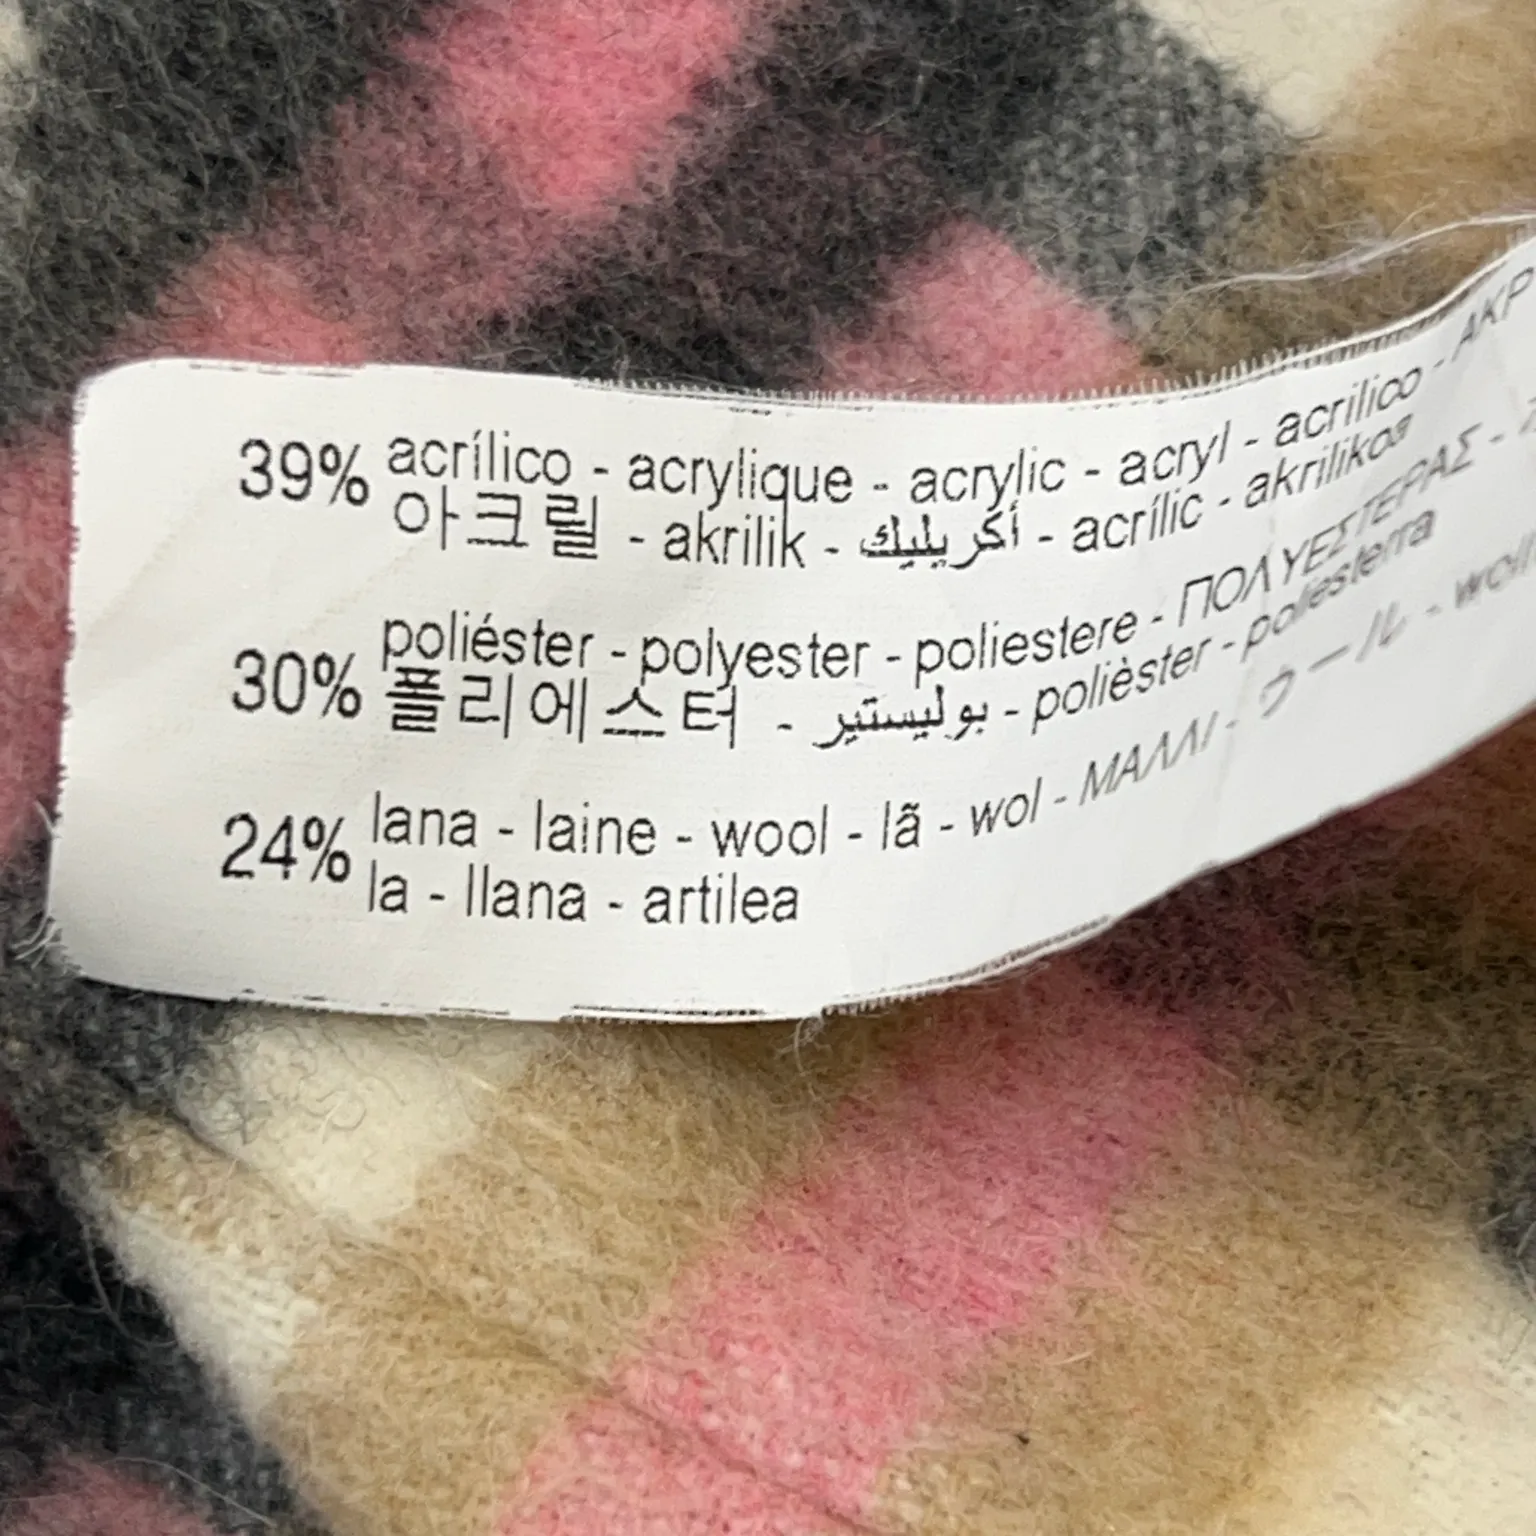 39% acrílico - acrylique - acrylic - acryl - acrilico - ΑΚΡ
아크릴 - akrilik - أكريليك - acrílic - akrilikoa
30% poliéster - polyester - poliestere - ΠΟΛΥΕΣΤΕΡΑΣ -
폴리에스터 - بوليستير - polièster - poliesterra
24% lana - laine - wool - lã - wol - ΜΑΛΛΙ - ウール -
la - llana - artilea